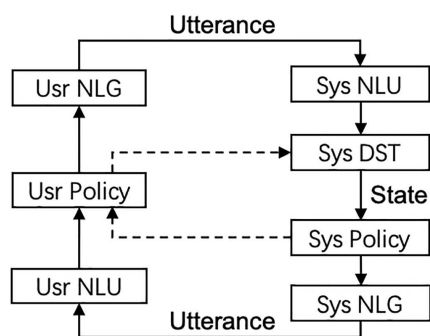 Utterance
Usr NLG
Sys NLU
Sys DST
Usr Policy
State
Sys Policy
Usr NLU
Sys NLG
Utterance